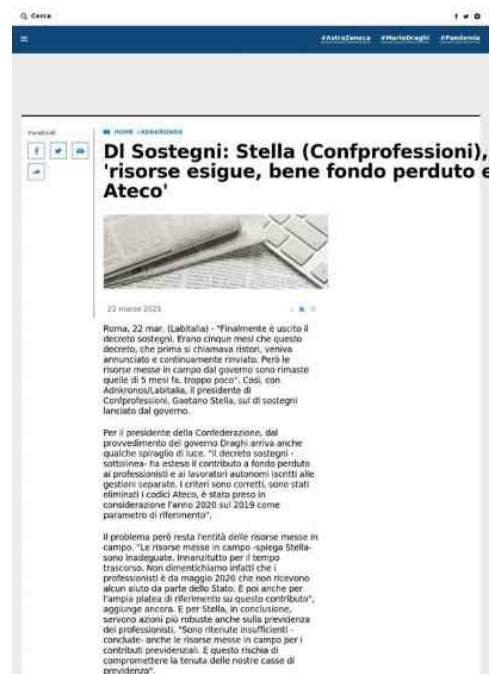 Cerca
#AstraZeneca #MarioDraghi #Pandemia
Condividi
HOME ADNKRONOS
Dl Sostegni: Stella (Confprofessioni),
'risorse esigue, bene fondo perduto e
Ateco'
22 marzo 2021
Roma, 22 mar. (Labitalia) - "Finalmente è uscito il
decreto sostegni. Erano cinque mesi che questo
decreto, che prima si chiamava ristori, veniva
annunciato e continuamente rinviato. Però le
risorse messe in campo dal governo sono rimaste
quelle di 5 mesi fa, troppo poco". Così, con
Adnkronos/Labitalia, il presidente di
Confprofessioni, Gaetano Stella, sul dl sostegni
lanciato dal governo.
Per il presidente della Confederazione, dal
provvedimento del governo Draghi arriva anche
qualche spiraglio di luce. "Il decreto sostegno -
sottolinea- ha esteso il contributo a fondo perduto
ai professionisti e ai lavoratori autonomi iscritti alle
gestioni separate. I criteri sono corretti, sono stati
eliminati i codici Ateco, è stato preso in
considerazione l'anno 2020 sul 2019 come
parametro di riferimento".
Il problema però resta l'entità delle risorse messe in
campo. "Le risorse messe in campo -spiega Stella-
sono inadeguate. Innanzitutto per il tempo
trascorso. Non dimentichiamo infatti che i
professionisti è da maggio 2020 che non ricevono
alcun aiuto da parte dello Stato. E poi anche per
l'ampia platea di riferimento su questo contributo",
aggiunge ancora. E per Stella, in conclusione,
servono azioni più robuste anche sulla previdenza
dei professionisti. "Sono ritenute insufficienti -
conclude- anche le risorse messe in campo per i
contributi previdenziali. E questo rischia di
compromettere la tenuta delle nostre casse di
previdenza".